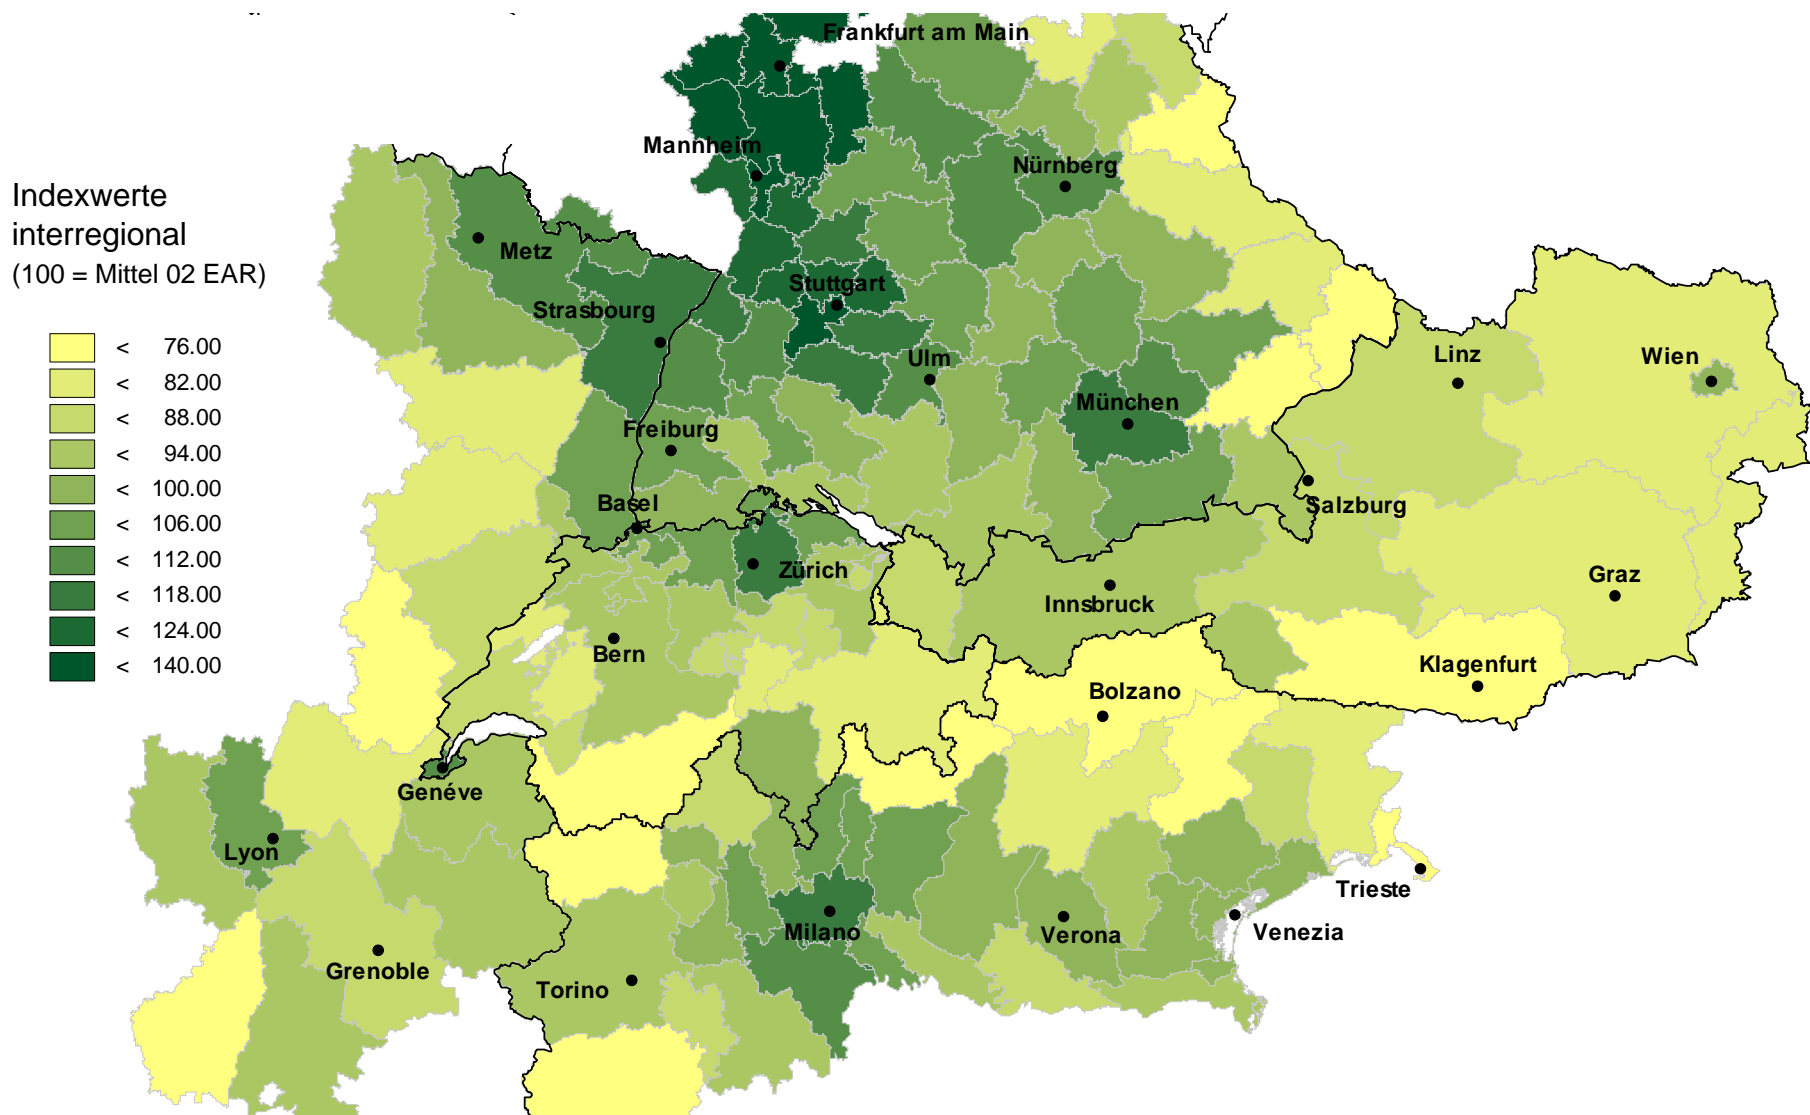 Frankfurt am Main
Mannheim
Nürnberg
Indexwerte
interregional
(100 = Mittel 02 EAR)
Metz
Stuttgart
Strasbourg
< 76.00
< 82.00
< 88.00
< 94.00
< 100.00
< 106.00
< 112.00
< 118.00
< 124.00
< 140.00
Ulm
Linz
Wien
München
Freiburg
Basel
Salzburg
Zürich
Innsbruck
Graz
Bern
Klagenfurt
Bolzano
Genéve
Lyon
Trieste
Milano
Verona
Venezia
Grenoble
Torino